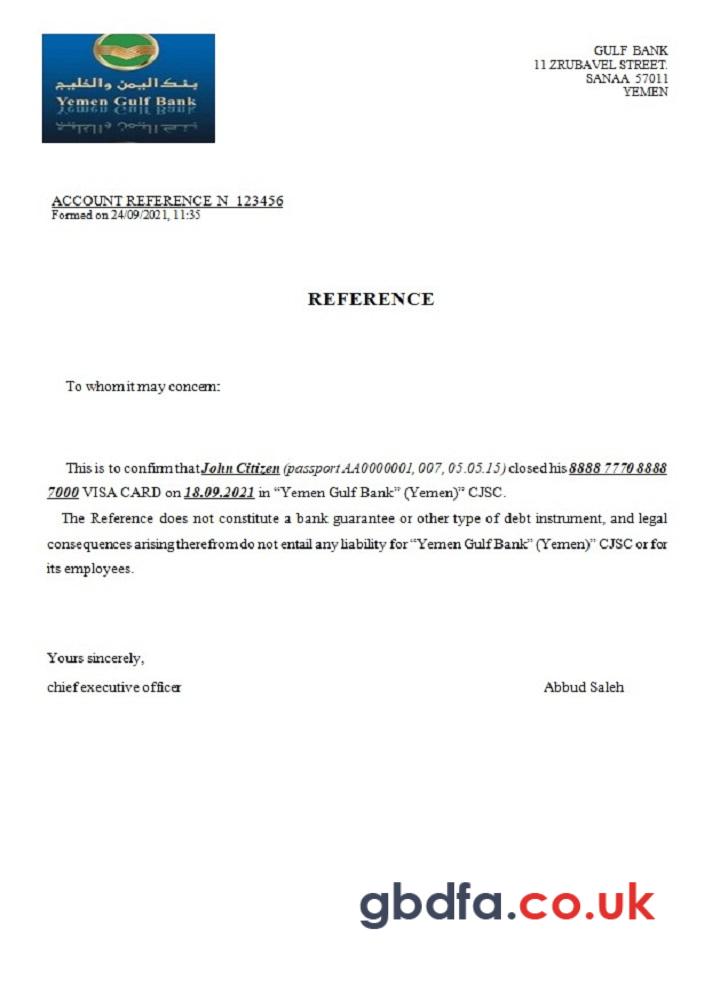 بنك اليمن والخليج
Yemen Gulf Bank
GULF BANK
11 ZRUBAVEL STREET.
SANAA 57011
YEMEN
ACCOUNT REFERENCE N 123456
Formed on 24/09/2021, 11:35
REFERENCE
To whom it may concern:
This is to confirm that John Citizen (passport AA0000001, 007, 05.05.15) closed his 8888 7770 8888
7000 VISA CARD on 18.09.2021 in “Yemen Gulf Bank” (Yemen)” CJSC.
The Reference does not constitute a bank guarantee or other type of debt instrument, and legal
consequences arising therefrom do not entail any liability for “Yemen Gulf Bank” (Yemen)” CJSC or for
its employees.
Yours sincerely,
chief executive officer Abbud Saleh
gbdfa.co.uk